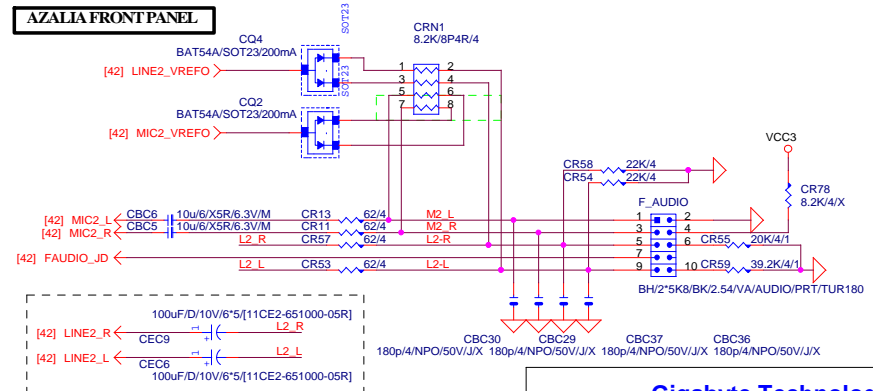 AZALIA FRONT PANEL
SOT23
CQ4
BAT54A/SOT23/200mA
CRN1
8.2K/8P4R/4
[42] LINE2_VREFO
1 2
3 4
5 6
7 8
SOT23
CQ2
BAT54A/SOT23/200mA
[42] MIC2_VREFO
VCC3
CR58 22K/4
CR54 22K/4
CR78
8.2K/4/X
F_AUDIO
[42] MIC2_L CBC6 10u/6/X5R/6.3V/M CR13 62/4 M2_L 1 2
[42] MIC2_R CBC5 10u/6/X5R/6.3V/M CR11 62/4 M2_R 3 4
L2_R CR57 62/4 L2-R 5 6 CR55 20K/4/1
[42] FAUDIO_JD 7
L2_L CR53 62/4 L2-L 9 10 CR59 39.2K/4/1
BH/2*5K8/BK/2.54/VA/AUDIO/PRT/TUR180
100uF/D/10V/6*5/[11CE2-651000-05R]
[42] LINE2_R 1 + L2_R
CEC9
[42] LINE2_L 1 + L2_L
CEC6
100uF/D/10V/6*5/[11CE2-651000-05R]
CBC30 CBC29 CBC37 CBC36
180p/4/NPO/50V/J/X 180p/4/NPO/50V/J/X 180p/4/NPO/50V/J/X 180p/4/NPO/50V/J/X
Gigabyte Technolo